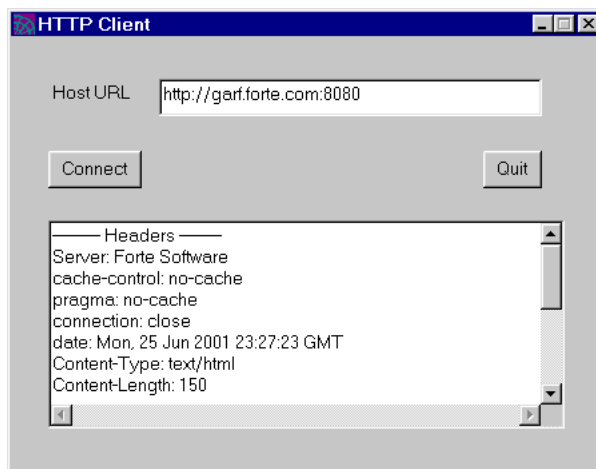 HTTP Client
Host URL http://garf.forte.com:8080
Connect Quit
——— Headers ———
Server: Forte Software
cache-control: no-cache
pragma: no-cache
connection: close
date: Mon, 25 Jun 2001 23:27:23 GMT
Content-Type: text/html
Content-Length: 150